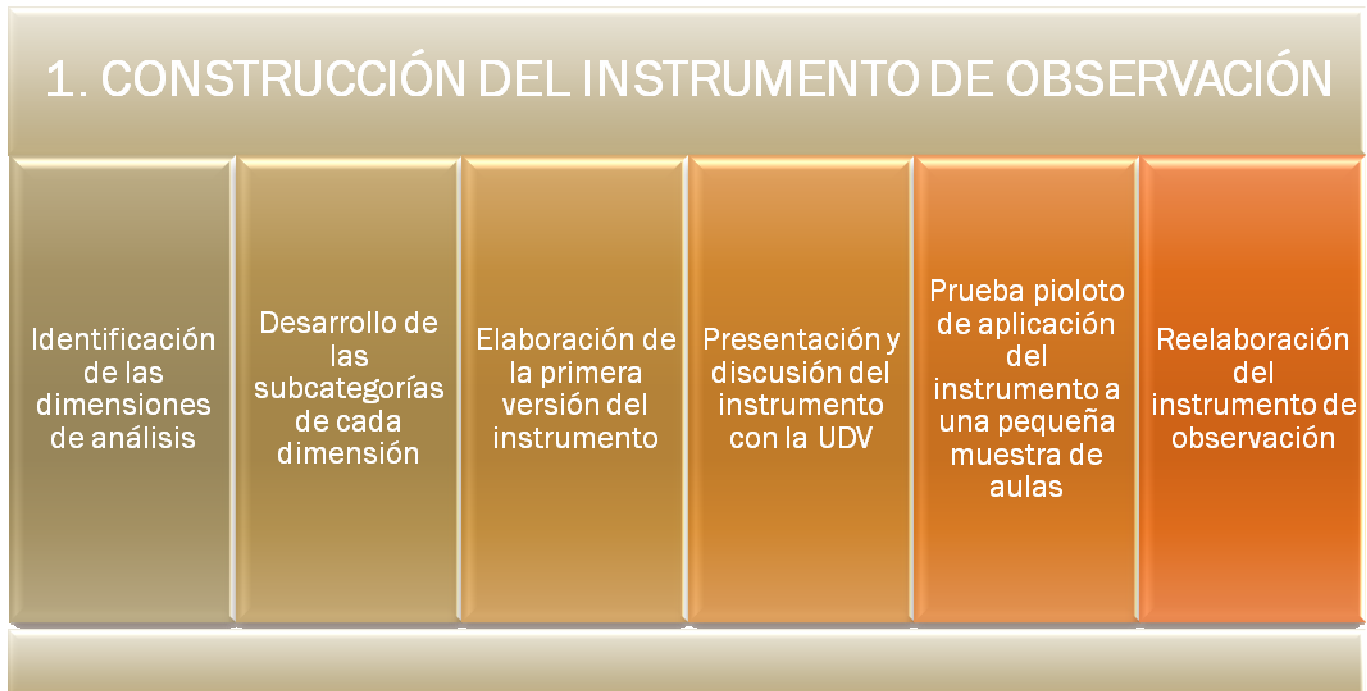 1. CONSTRUCCIÓN DEL INSTRUMENTO DE OBSERVACIÓN
Identificación
de las
dimensiones
de análisis
Desarrollo de
las
subcategorías
de cada
dimensión
Elaboración de
la primera
versión del
instrumento
Presentación y
discusión del
instrumento
con la UDV
Prueba pioloto
de aplicación
del
instrumento a
una pequeña
muestra de
aulas
Reelaboración
del
instrumento de
observación